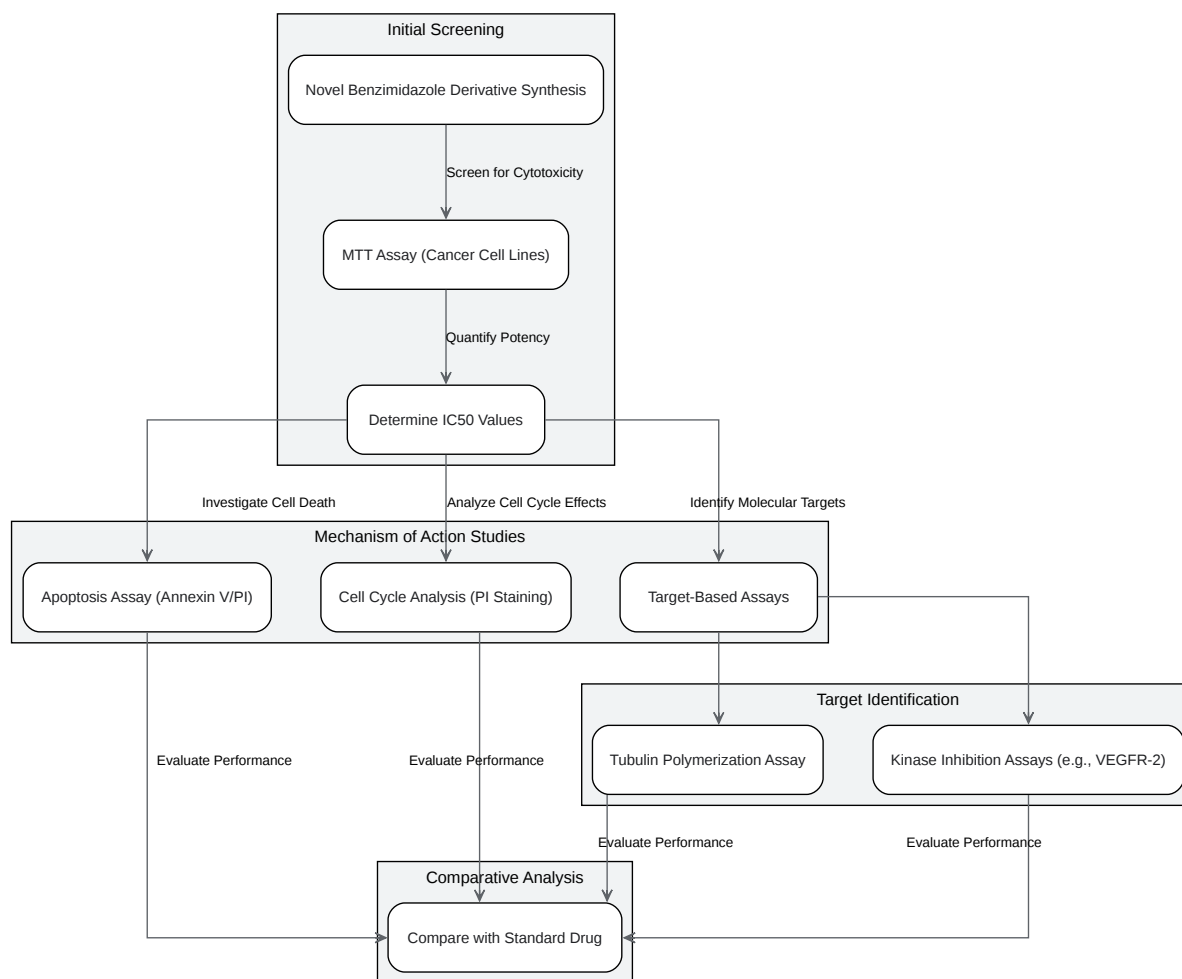 Initial Screening
Novel Benzimidazole Derivative Synthesis
Screen for Cytotoxicity
MTT Assay (Cancer Cell Lines)
Quantify Potency
Determine IC50 Values
Investigate Cell Death
Analyze Cell Cycle Effects
Identify Molecular Targets
Mechanism of Action Studies
Apoptosis Assay (Annexin V/PI)
Cell Cycle Analysis (PI Staining)
Target-Based Assays
Target Identification
Tubulin Polymerization Assay
Kinase Inhibition Assays (e.g., VEGFR-2)
Evaluate Performance
Evaluate Performance
Evaluate Performance
Evaluate Performance
Comparative Analysis
Compare with Standard Drug